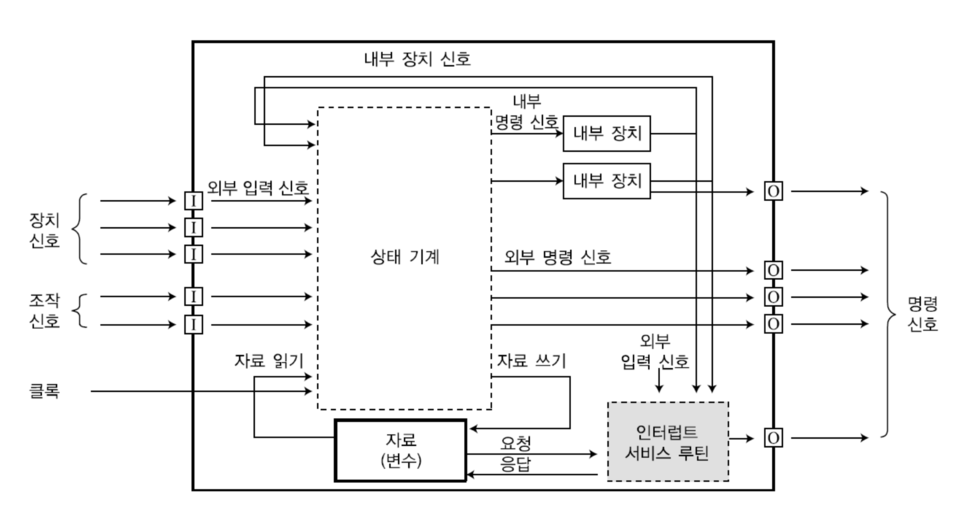 내부 장치 신호
내부
명령 신호
내부 장치
내부 장치
외부 입력 신호
장치
신호
I
I
I
O
상태 기계
외부 명령 신호
O
O
O
명령
신호
조작
신호
I
I
외부
입력 신호
자료 읽기
자료 쓰기
클록
자료
(변수)
요청
응답
인터럽트
서비스 루틴
O